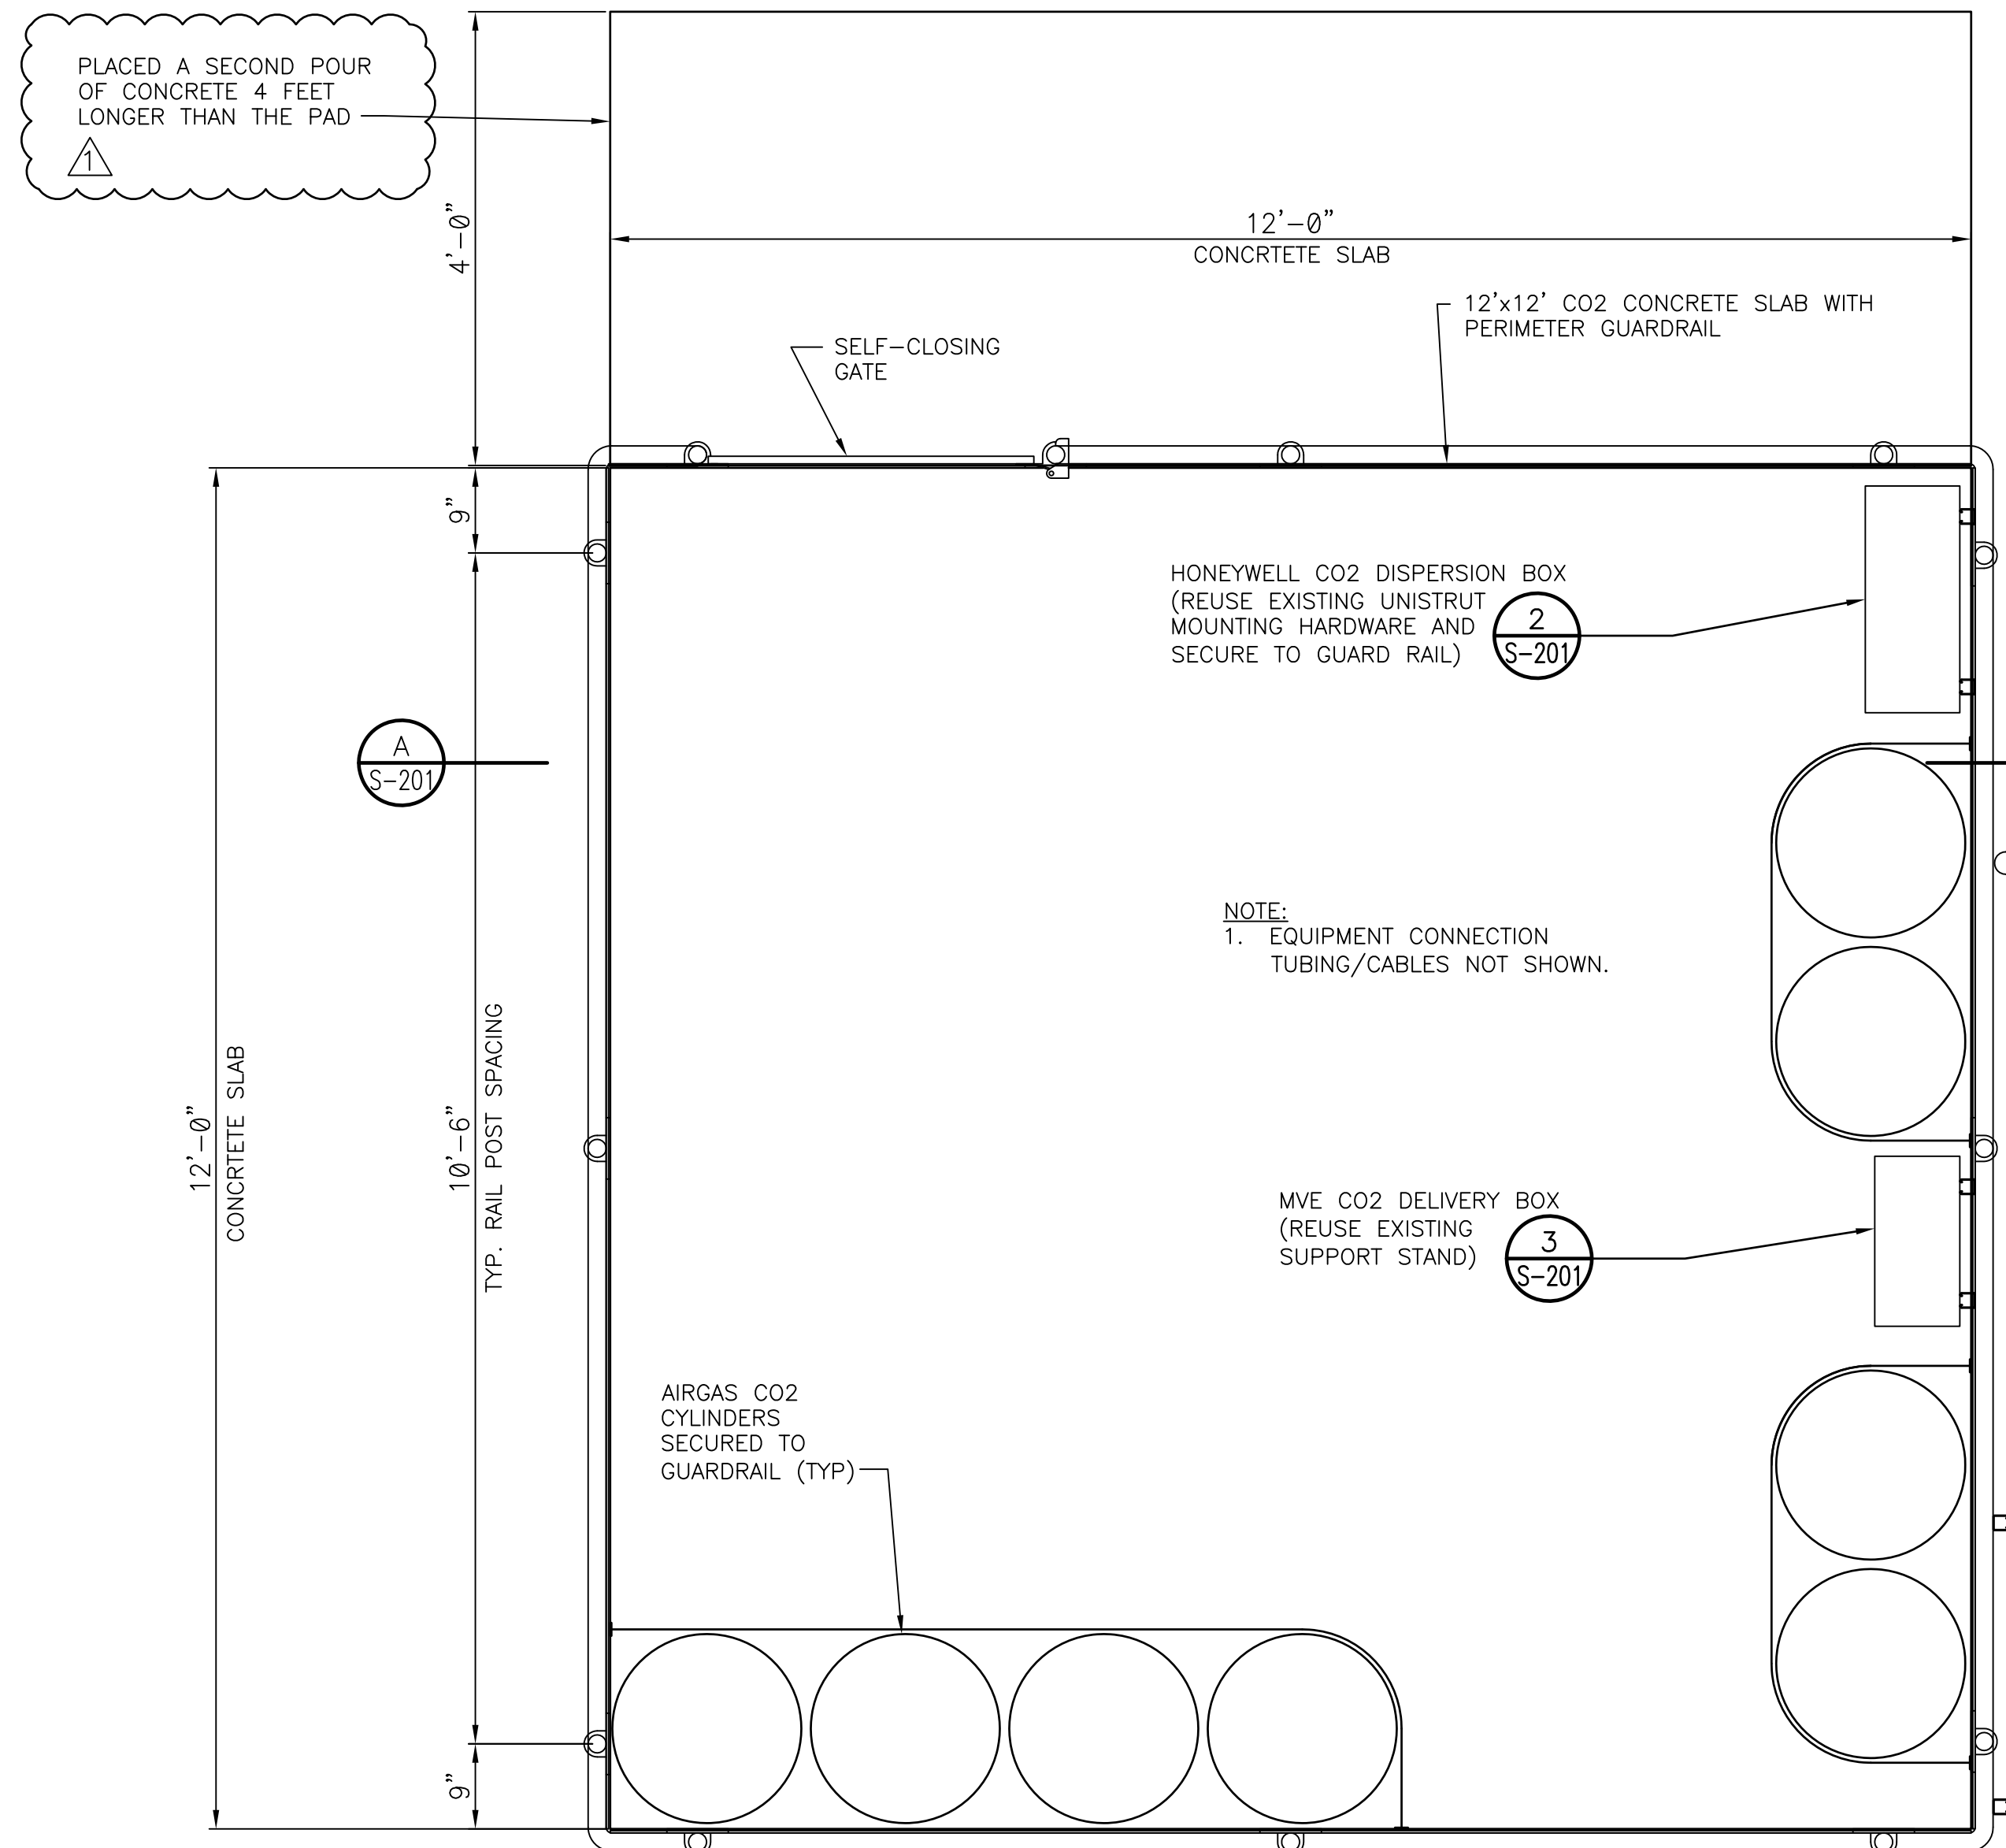 PLACED A SECOND POUR
OF CONCRETE 4 FEET
LONGER THAN THE PAD
1
4'-0"
12'-0"
CONCRTETE SLAB
12'x12' CO2 CONCRETE SLAB WITH
PERIMETER GUARDRAIL
SELF-CLOSING
GATE
9"
HONEYWELL CO2 DISPERSION BOX
(REUSE EXISTING UNISTRUT
MOUNTING HARDWARE AND
SECURE TO GUARD RAIL)
2
S-201
A
S-201
NOTE:
1. EQUIPMENT CONNECTION
TUBING/CABLES NOT SHOWN.
12'-0"
CONCRTETE SLAB
10'-6"
TYP. RAIL POST SPACING
MVE CO2 DELIVERY BOX
(REUSE EXISTING
SUPPORT STAND)
3
S-201
AIRGAS CO2
CYLINDERS
SECURED TO
GUARDRAIL (TYP)
9"